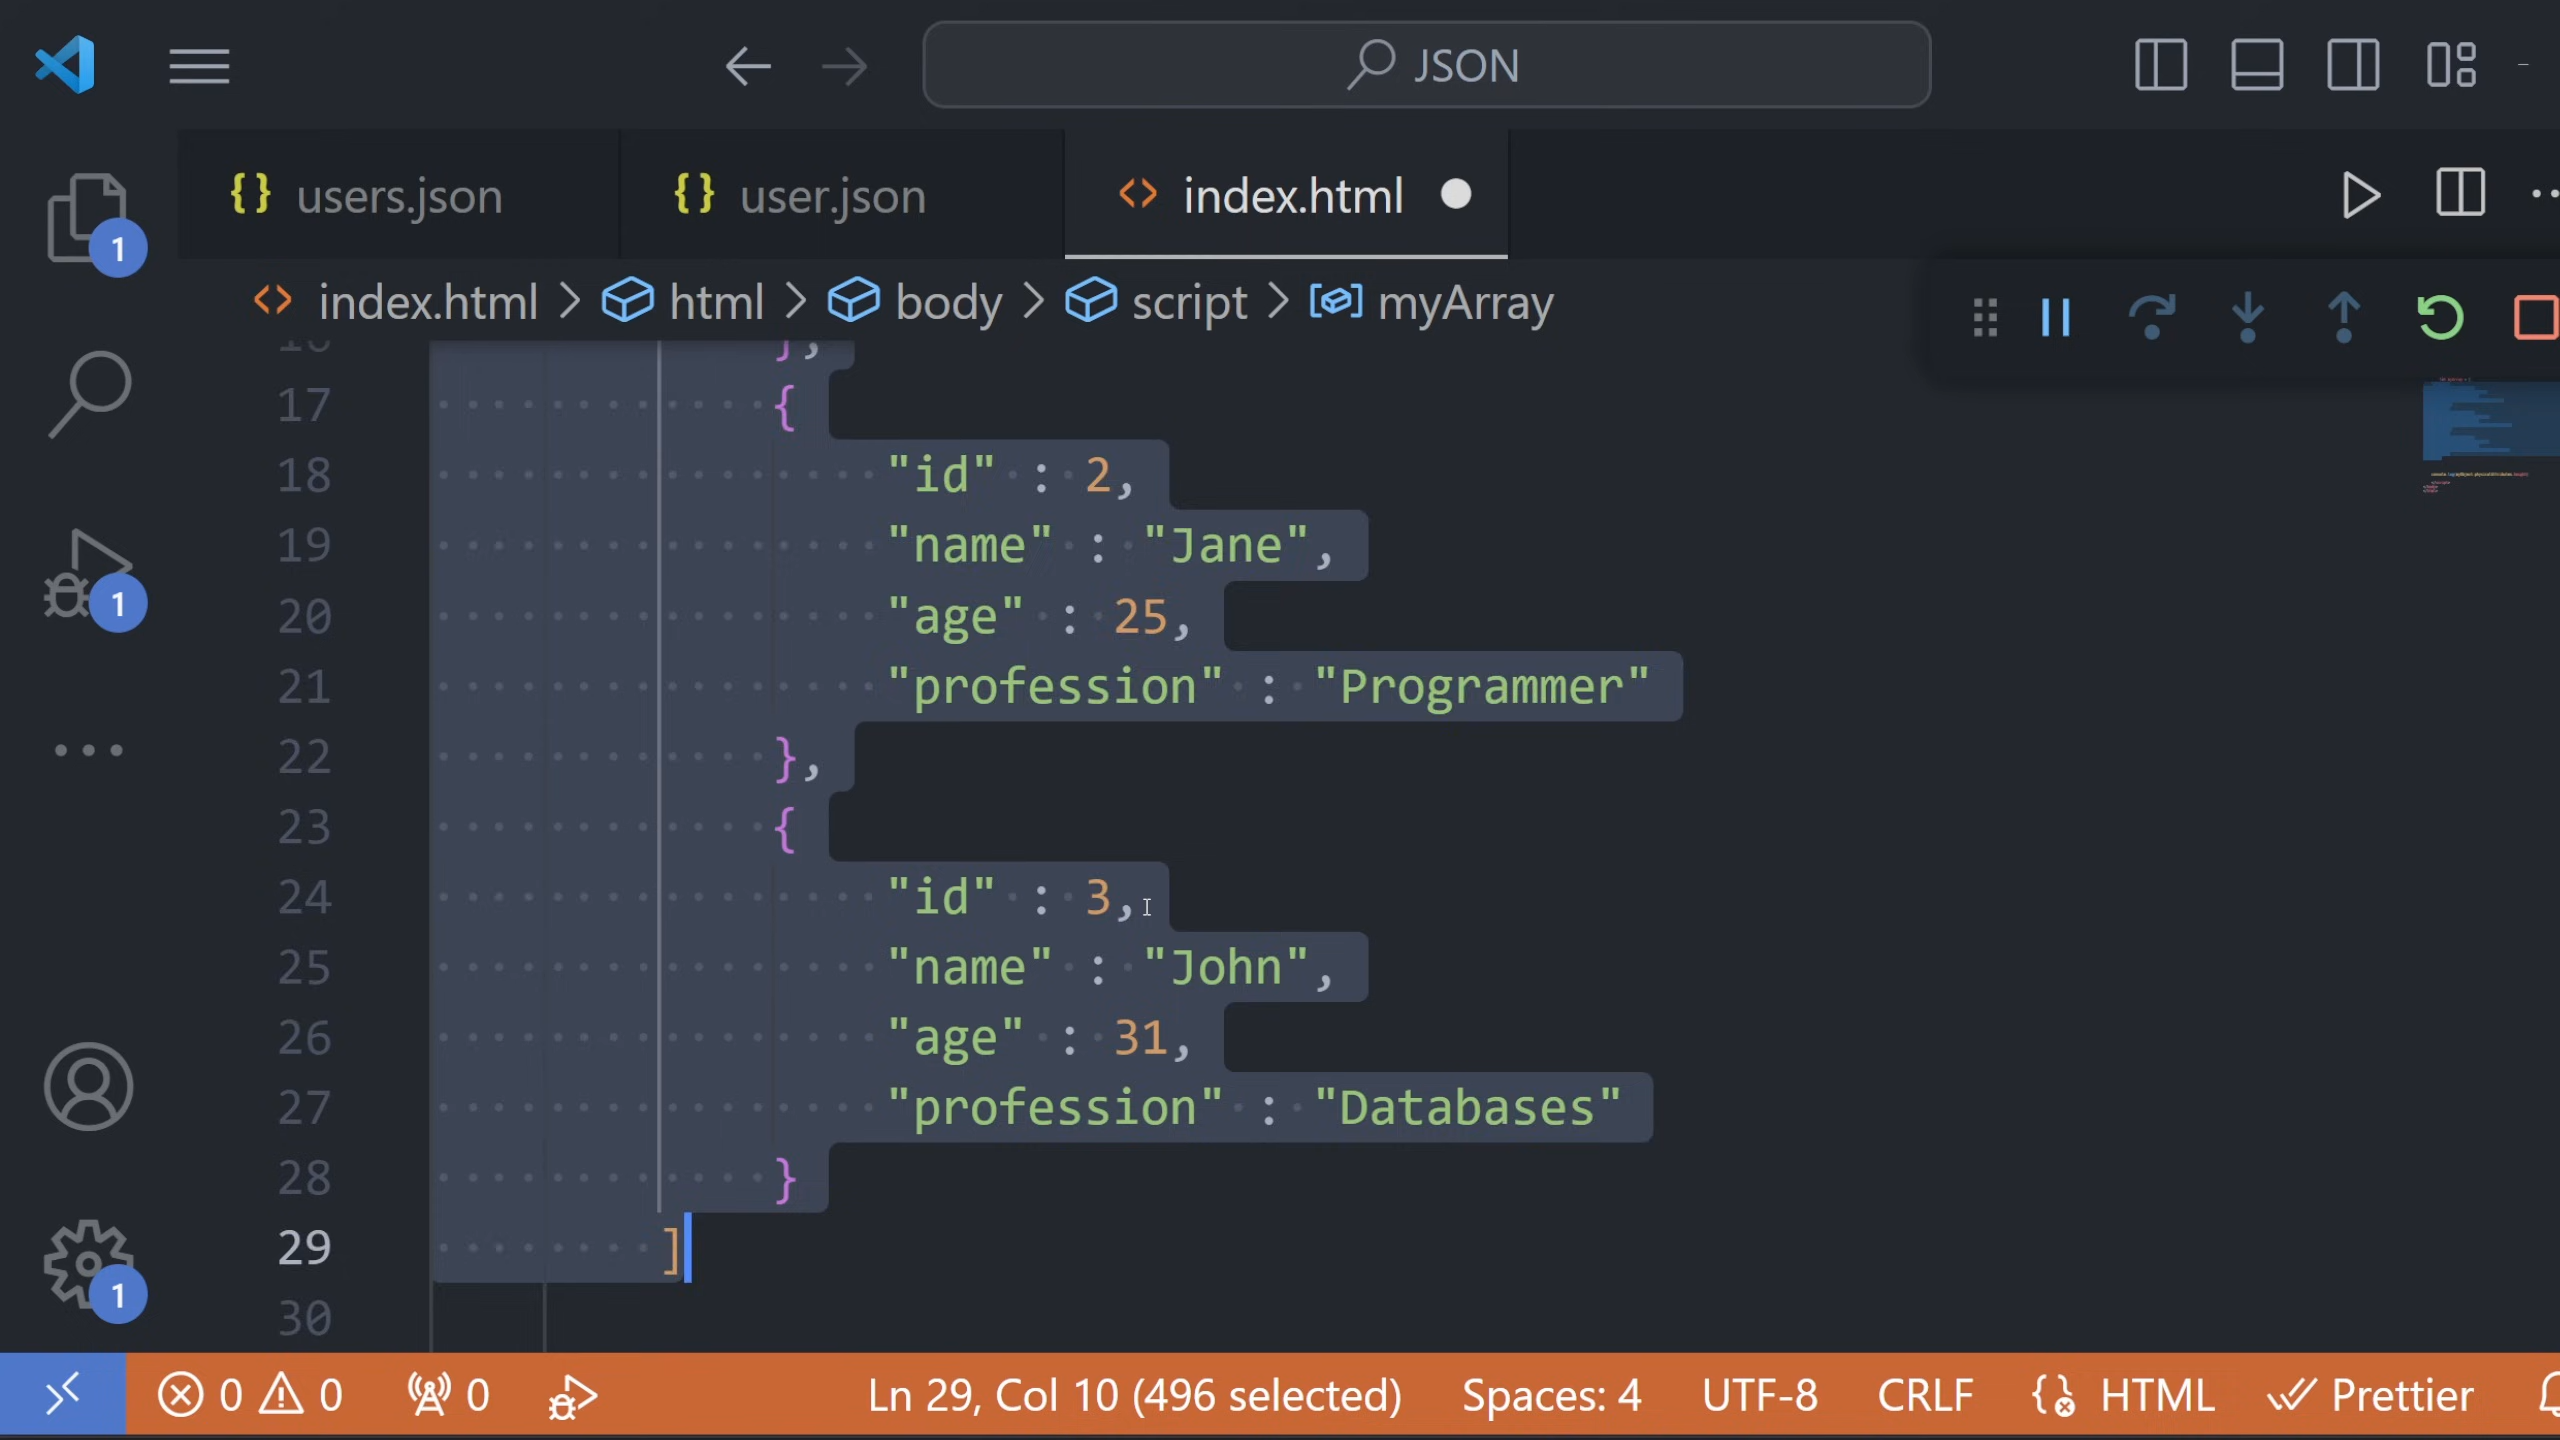 JSON
users.json
user.json
index.html
index.html > html > body > script > myArray
},
17 {
18 "id" : 2,
19 "name" : "Jane",
20 "age" : 25,
21 "profession" : "Programmer"
22 },
23 {
24 "id" : 3,
25 "name" : "John",
26 "age" : 31,
27 "profession" : "Databases"
28 }
29 ]
30
1
1
1
0 0 0 Ln 29, Col 10 (496 selected) Spaces: 4 UTF-8 CRLF HTML Prettier